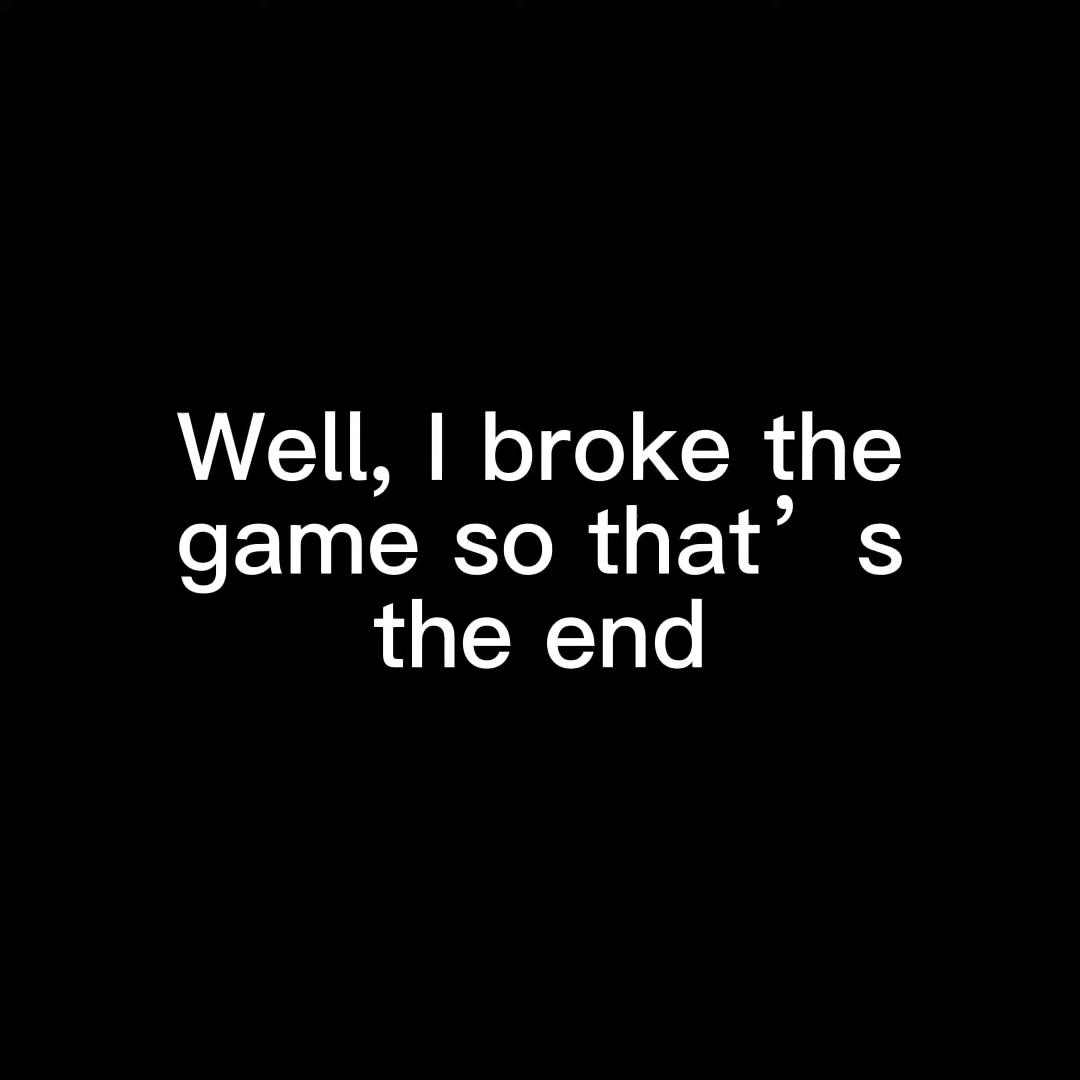 Well, I broke the
game so that’s
the end